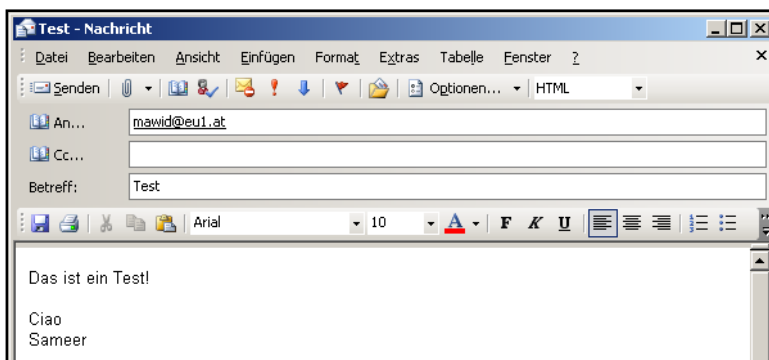 Test - Nachricht
Datei Bearbeiten Ansicht Einfügen Format Extras Tabelle Fenster ?
Senden Optionen... HTML
An... mawid@eu1.at
Cc...
Betreff: Test
Arial 10 A F K U
Das ist ein Test!
Ciao
Sameer